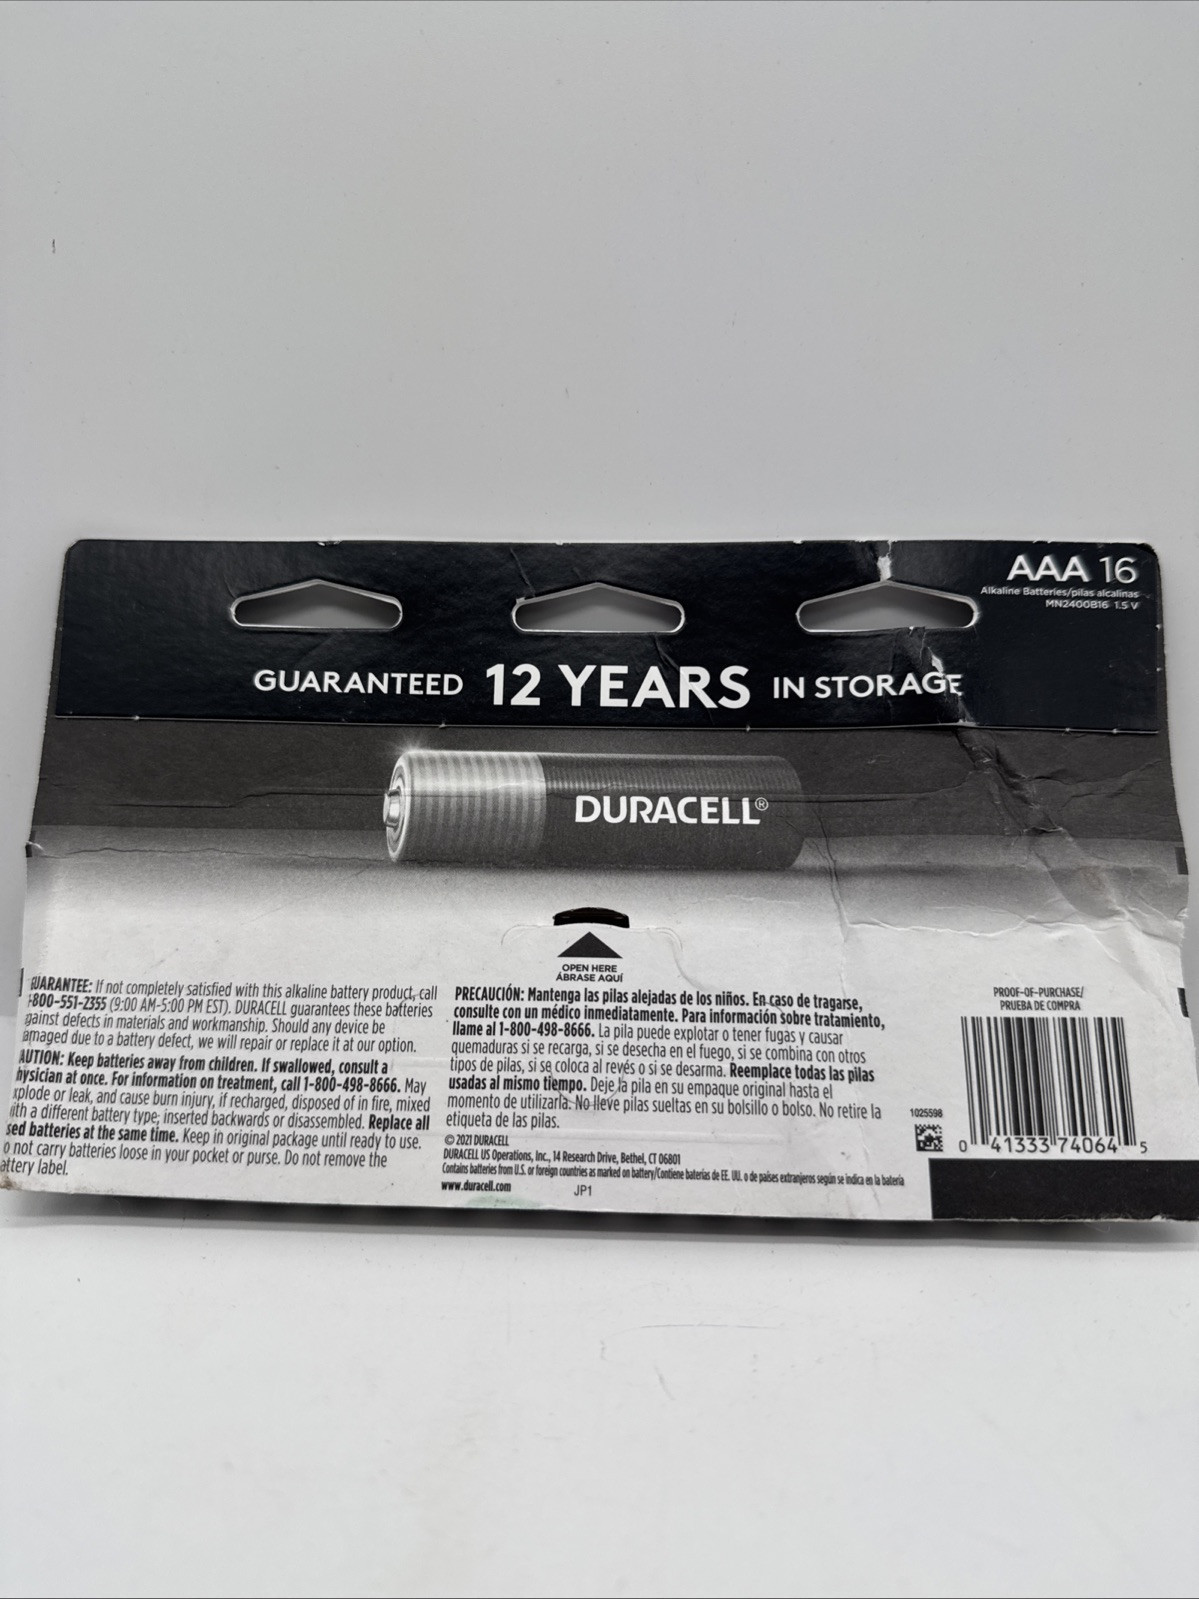 AAA 16
Alkaline Batteries/pilas alcalinas
MN2400B16 1.5 V
GUARANTEED 12 YEARS IN STORAGE
DURACELL®
OPEN HERE
ÁBRASE AQUÍ
UARANTEE: If not completely satisfied with this alkaline battery product, call
-800-551-2355 (9:00 AM-5:00 PM EST). DURACELL guarantees these batteries
gainst defects in materials and workmanship. Should any device be
amaged due to a battery defect, we will repair or replace it at our option.
AUTION: Keep batteries away from children. If swallowed, consult a
hysician at once. For information on treatment, call 1-800-498-8666. May
xplode or leak, and cause burn injury, if recharged, disposed of in fire, mixed
ith a different battery type; inserted backwards or disassembled. Replace all
sed batteries at the same time. Keep in original package until ready to use.
o not carry batteries loose in your pocket or purse. Do not remove the
attery label.
PRECAUCIÓN: Mantenga las pilas alejadas de los niños. En caso de tragarse,
consulte con un médico inmediatamente. Para información sobre tratamiento,
llame al 1-800-498-8666. La pila puede explotar o tener fugas y causar
quemaduras si se recarga, si se desecha en el fuego, si se combina con otros
tipos de pilas, si se coloca al revés o si se desarma. Reemplace todas las pilas
usadas al mismo tiempo. Deje la pila en su empaque original hasta el
momento de utilizarla. No lleve pilas sueltas en su bolsillo o bolso. No retire la
etiqueta de las pilas.
© 2021 DURACELL
DURACELL US Operations, Inc., 14 Research Drive, Bethel, CT 06801
Contains batteries from U.S. or foreign countries as marked on battery/Contiene baterías de EE. UU. o de países extranjeros según se indica en la batería
www.duracell.com JP1
PROOF-OF-PURCHASE/
PRUEBA DE COMPRA
1025598
0 41333 74064 5